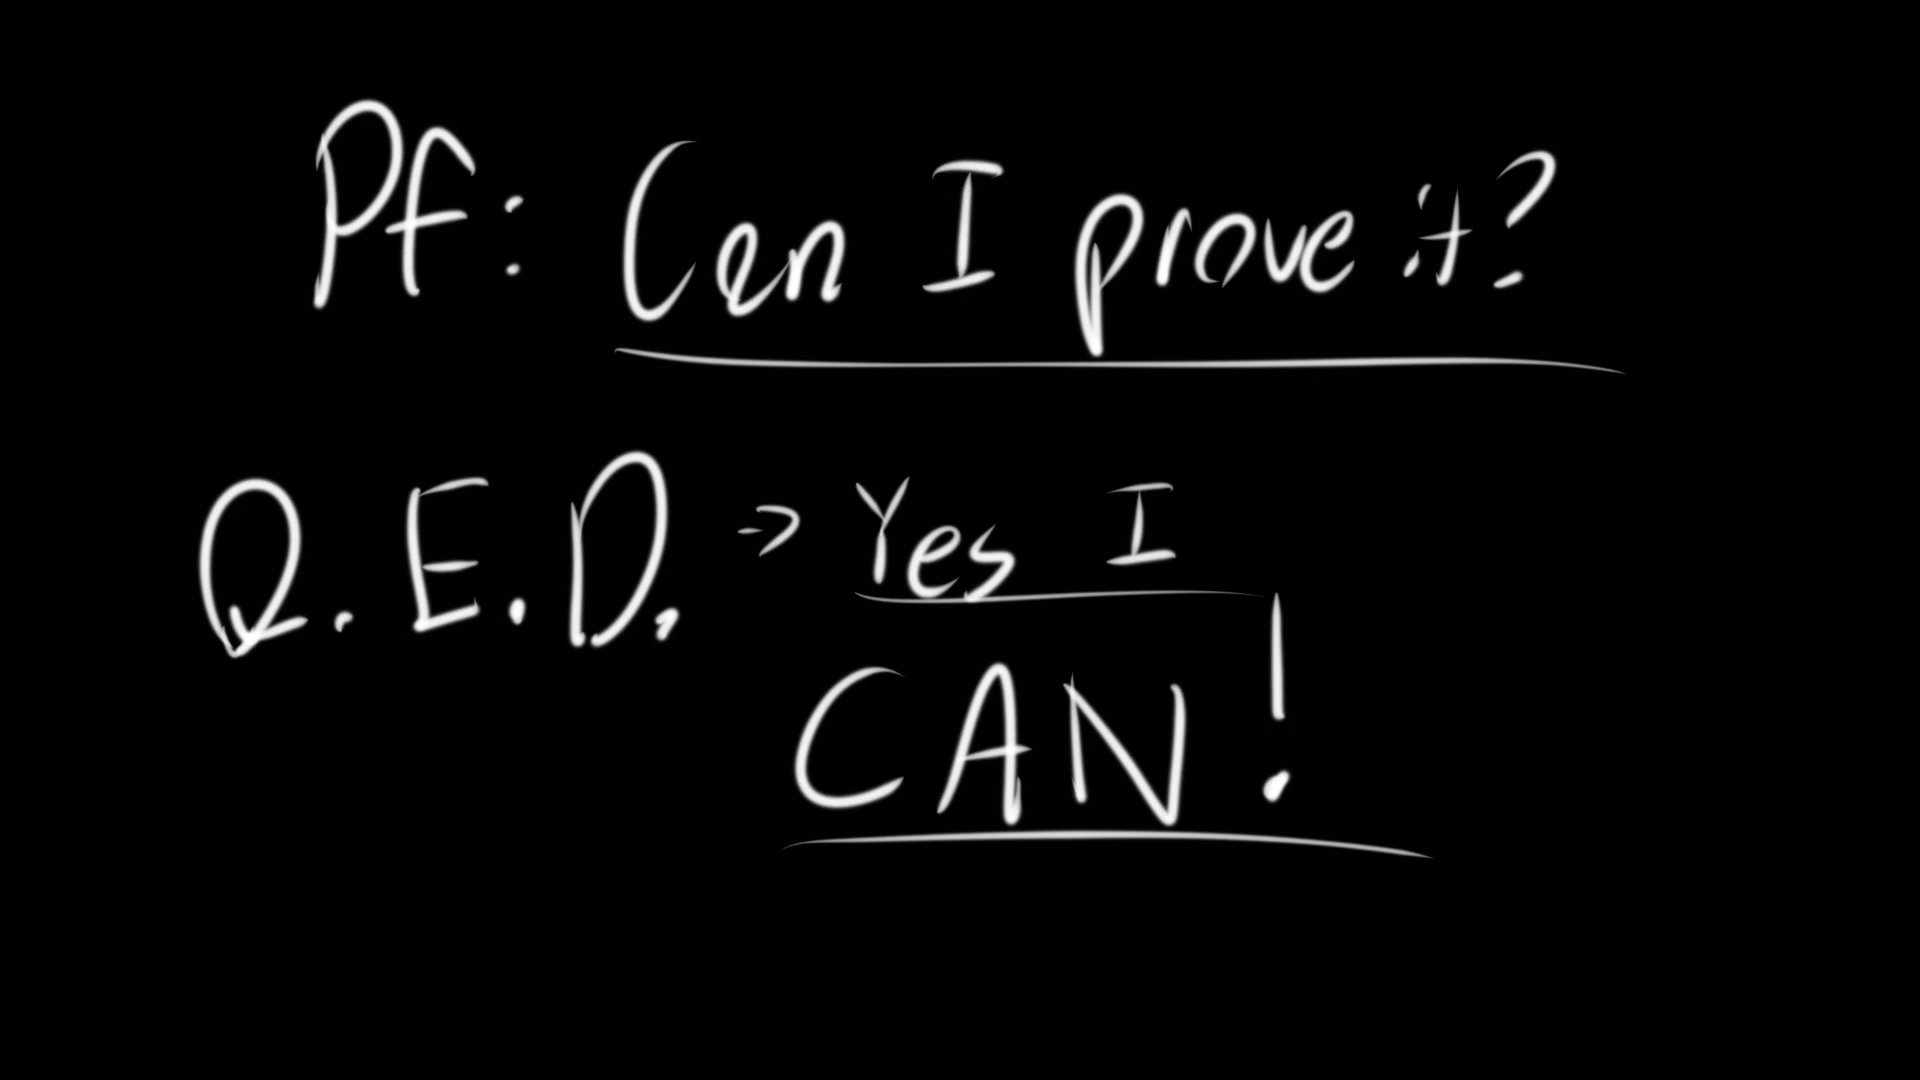 Pf: Can I prove it?
Q.E.D. → Yes I
CAN!